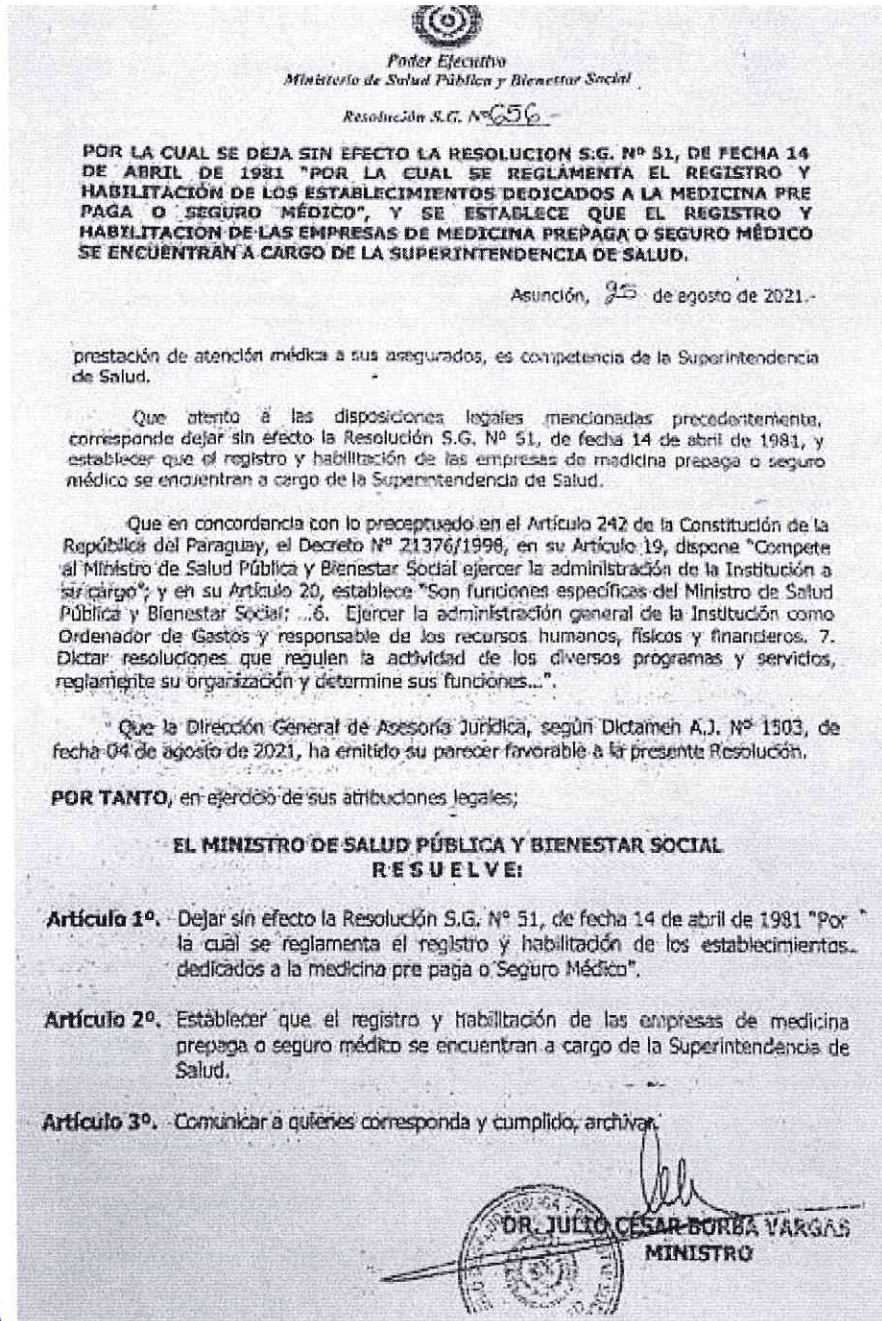 Poder Ejecutivo
Ministerio de Salud Pública y Bienestar Social
Resolución S.G. Nº 656 -
POR LA CUAL SE DEJA SIN EFECTO LA RESOLUCION S.G. Nº 51, DE FECHA 14
DE ABRIL DE 1981 "POR LA CUAL SE REGLAMENTA EL REGISTRO Y
HABILITACIÓN DE LOS ESTABLECIMIENTOS DEDICADOS A LA MEDICINA PRE
PAGA O SEGURO MÉDICO", Y SE ESTABLECE QUE EL REGISTRO Y
HABILITACIÓN DE LAS EMPRESAS DE MEDICINA PREPAGA O SEGURO MÉDICO
SE ENCUENTRAN A CARGO DE LA SUPERINTENDENCIA DE SALUD.
Asunción, 25 de agosto de 2021.-
prestación de atención médica a sus asegurados, es competencia de la Superintendencia
de Salud.
Que atento a las disposiciones legales mencionadas precedentemente,
corresponde dejar sin efecto la Resolución S.G. Nº 51, de fecha 14 de abril de 1981, y
establecer que el registro y habilitación de las empresas de medicina prepaga o seguro
médico se encuentran a cargo de la Superintendencia de Salud.
Que en concordancia con lo preceptuado en el Artículo 242 de la Constitución de la
República del Paraguay, el Decreto Nº 21376/1998, en su Artículo 19, dispone "Compete
al Ministro de Salud Pública y Bienestar Social ejercer la administración de la Institución a
su cargo"; y en su Artículo 20, establece "Son funciones específicas del Ministro de Salud
Pública y Bienestar Social: ...6. Ejercer la administración general de la Institución como
Ordenador de Gastos y responsable de los recursos humanos, físicos y financieros. 7.
Dictar resoluciones que regulen la actividad de los diversos programas y servicios,
reglamente su organización y determine sus funciones...".
Que la Dirección General de Asesoría Jurídica, según Dictamen A.J. Nº 1503, de
fecha 04 de agosto de 2021, ha emitido su parecer favorable a la presente Resolución.
POR TANTO, en ejercicio de sus atribuciones legales;
EL MINISTRO DE SALUD PÚBLICA Y BIENESTAR SOCIAL
R E S U E L V E:
Artículo 1º. Dejar sin efecto la Resolución S.G. Nº 51, de fecha 14 de abril de 1981 "Por
la cual se reglamenta el registro y habilitación de los establecimientos
dedicados a la medicina pre paga o Seguro Médico".
Artículo 2º. Establecer que el registro y habilitación de las empresas de medicina
prepaga o seguro médico se encuentran a cargo de la Superintendencia de
Salud.
Artículo 3º. Comunicar a quienes corresponda y cumplido, archivar.
DR. JULIO CÉSAR BORBA VARGAS
MINISTRO